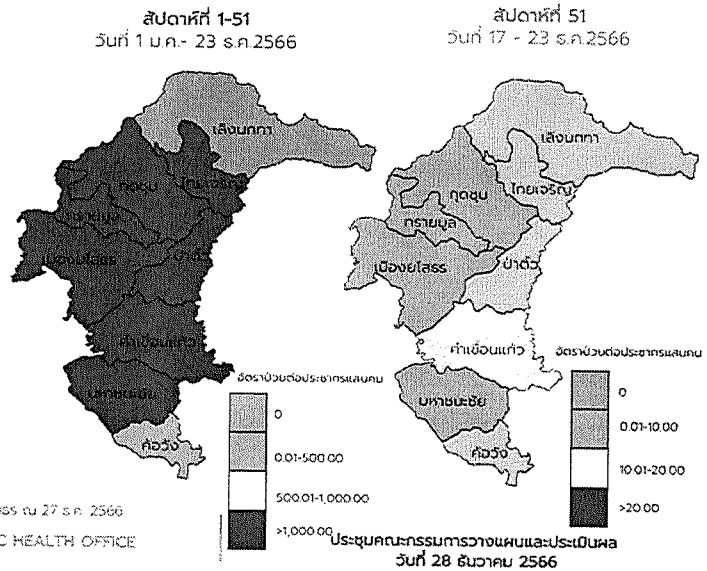 สัปดาห์ที่ 1-51
วันที่ 1 ม.ค.- 23 ธ.ค.2566
สัปดาห์ที่ 51
วันที่ 17 - 23 ธ.ค.2566
เลิงนกทา
กุดชุม
ไทยเจริญ
ทรายมูล
เมืองยโสธร
ป่าติ้ว
คำเขื่อนแก้ว
มหาชนะชัย
ค้อวัง
อัตราป่วยต่อประชากรแสนคน
0
0.01-500.00
500.01-1,000.00
>1,000.00
เลิงนกทา
กุดชุม
ไทยเจริญ
ทรายมูล
เมืองยโสธร
ป่าติ้ว
คำเขื่อนแก้ว
มหาชนะชัย
ค้อวัง
อัตราป่วยต่อประชากรแสนคน
0
0.01-10.00
10.01-20.00
>20.00
ธร ณ 27 ธ.ค. 2566
C HEALTH OFFICE
ประชุมคณะกรรมการวางแผนและประเมินผล
วันที่ 28 ธันวาคม 2566